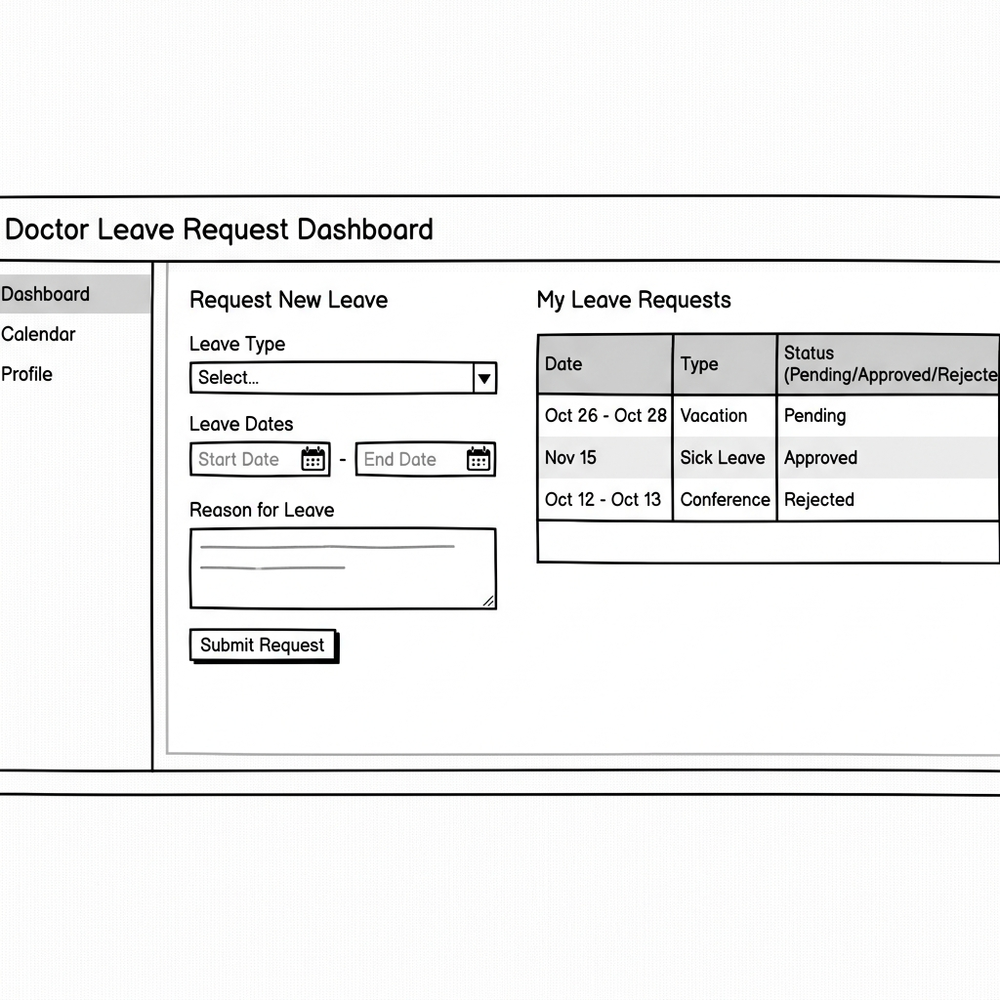 Doctor Leave Request Dashboard
Dashboard
Calendar
Profile
Request New Leave
Leave Type
Select...
Leave Dates
Start Date - End Date
Reason for Leave
Submit Request
My Leave Requests
Date Type Status
(Pending/Approved/Rejecte
Oct 26 - Oct 28 Vacation Pending
Nov 15 Sick Leave Approved
Oct 12 - Oct 13 Conference Rejected